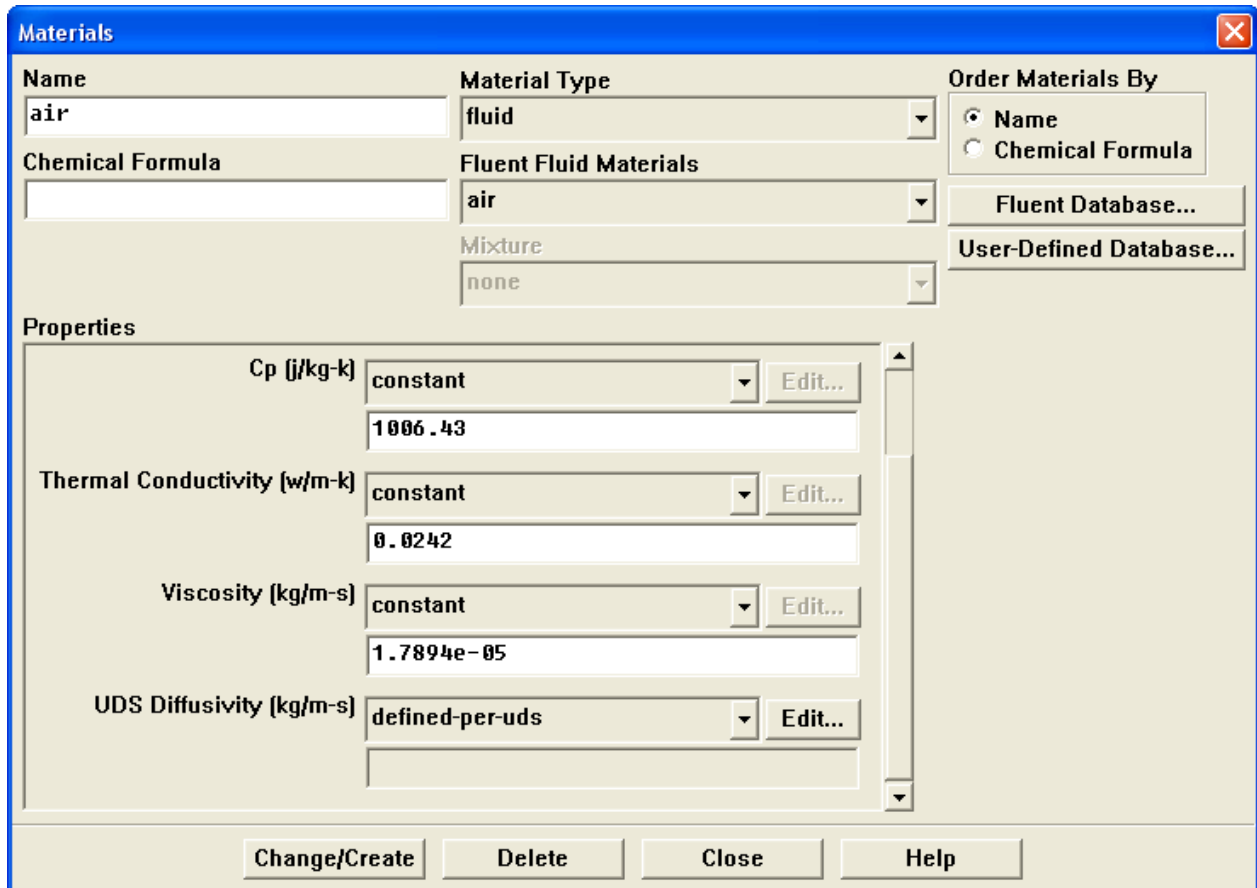 Materials
Name
air
Material Type
fluid
Order Materials By
Name
Chemical Formula
Chemical Formula
Fluent Fluid Materials
air
Fluent Database...
Mixture
none
User-Defined Database...
Properties
Cp (j/kg-k)
constant
Edit...
1006.43
Thermal Conductivity (w/m-k)
constant
Edit...
0.0242
Viscosity (kg/m-s)
constant
Edit...
1.7894e-05
UDS Diffusivity (kg/m-s)
defined-per-uds
Edit...
Change/Create
Delete
Close
Help